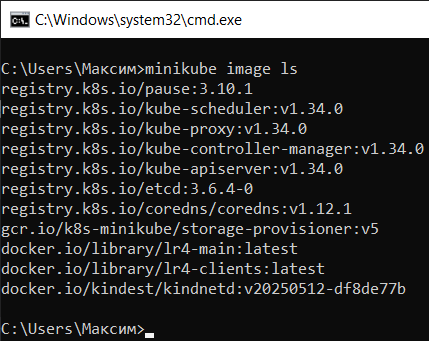 C:\Windows\system32\cmd.exe
C:\Users\Максим>minikube image ls
registry.k8s.io/pause:3.10.1
registry.k8s.io/kube-scheduler:v1.34.0
registry.k8s.io/kube-proxy:v1.34.0
registry.k8s.io/kube-controller-manager:v1.34.0
registry.k8s.io/kube-apiserver:v1.34.0
registry.k8s.io/etcd:3.6.4-0
registry.k8s.io/coredns/coredns:v1.12.1
gcr.io/k8s-minikube/storage-provisioner:v5
docker.io/library/lr4-main:latest
docker.io/library/lr4-clients:latest
docker.io/kindest/kindnetd:v20250512-df8de77b
C:\Users\Максим>